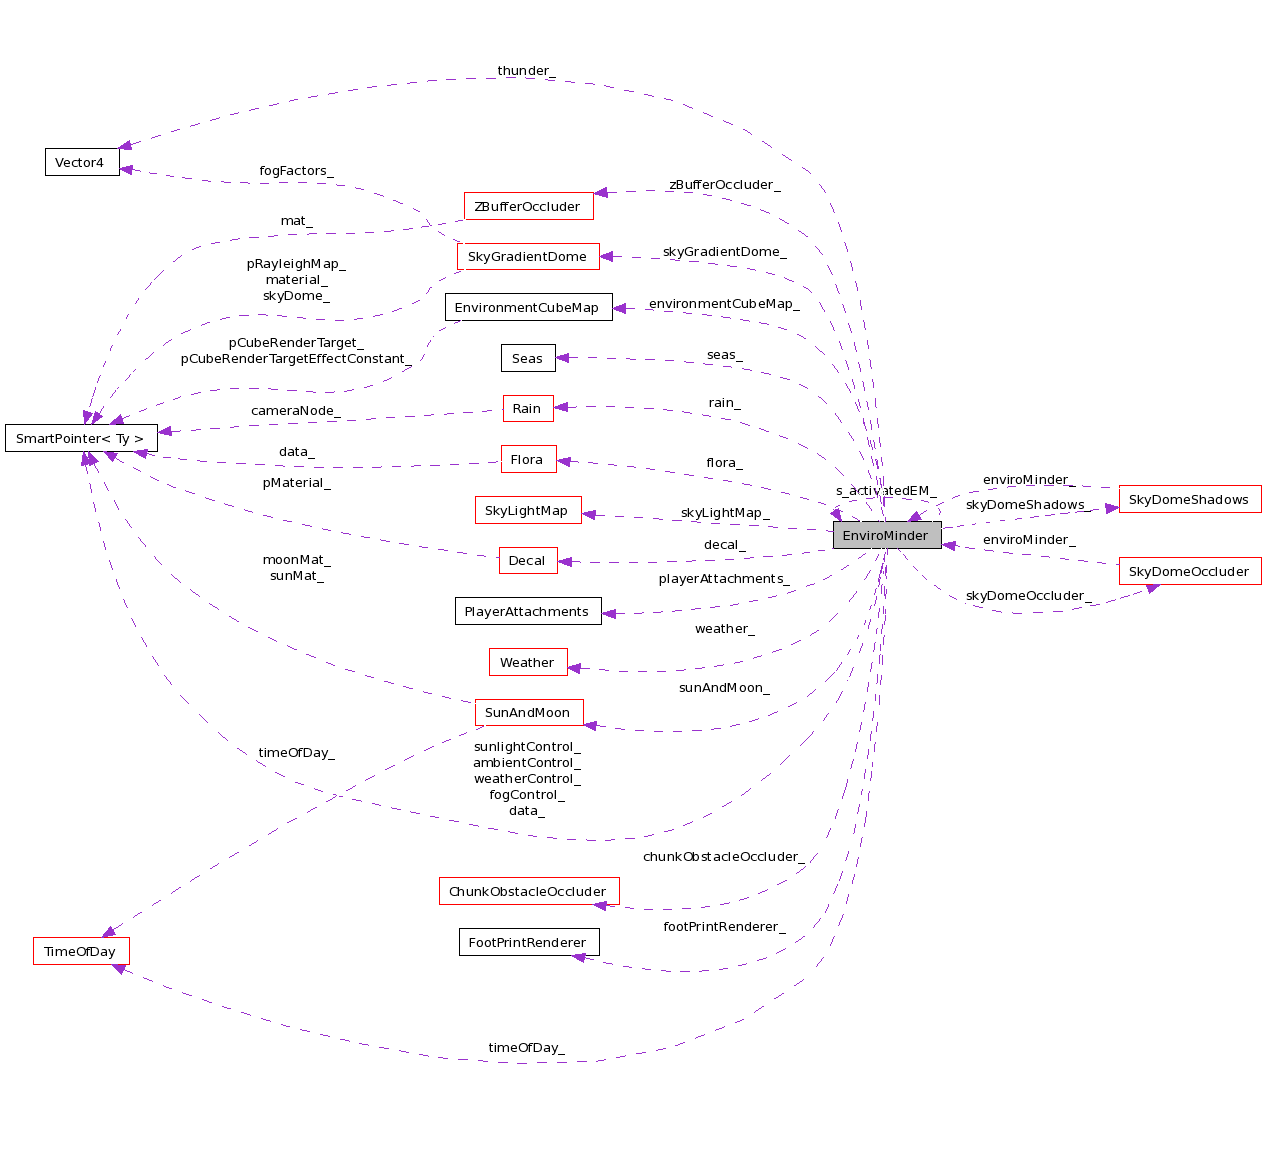 thunder_
Vector4
fogFactors_
zBufferOccluder_
ZBufferOccluder
mat_
SkyGradientDome
skyGradientDome_
pRayleighMap_
material_
skyDome_
EnvironmentCubeMap
environmentCubeMap_
pCubeRenderTarget_
pCubeRenderTargetEffectConstant_
Seas
seas_
cameraNode_
Rain
rain_
SmartPointer< Ty >
data_
Flora
flora_
pMaterial_
SkyLightMap
skyLightMap_
s_activatedEM_
EnviroMinder
enviroMinder_
skyDomeShadows_
SkyDomeShadows
enviroMinder_
SkyDomeOccluder
skyDomeOccluder_
Decal
decal_
moonMat_
sunMat_
PlayerAttachments
playerAttachments_
Weather
weather_
SunAndMoon
sunAndMoon_
timeOfDay_
sunlightControl_
ambientControl_
weatherControl_
fogControl_
data_
ChunkObstacleOccluder
chunkObstacleOccluder_
TimeOfDay
FootPrintRenderer
footPrintRenderer_
timeOfDay_